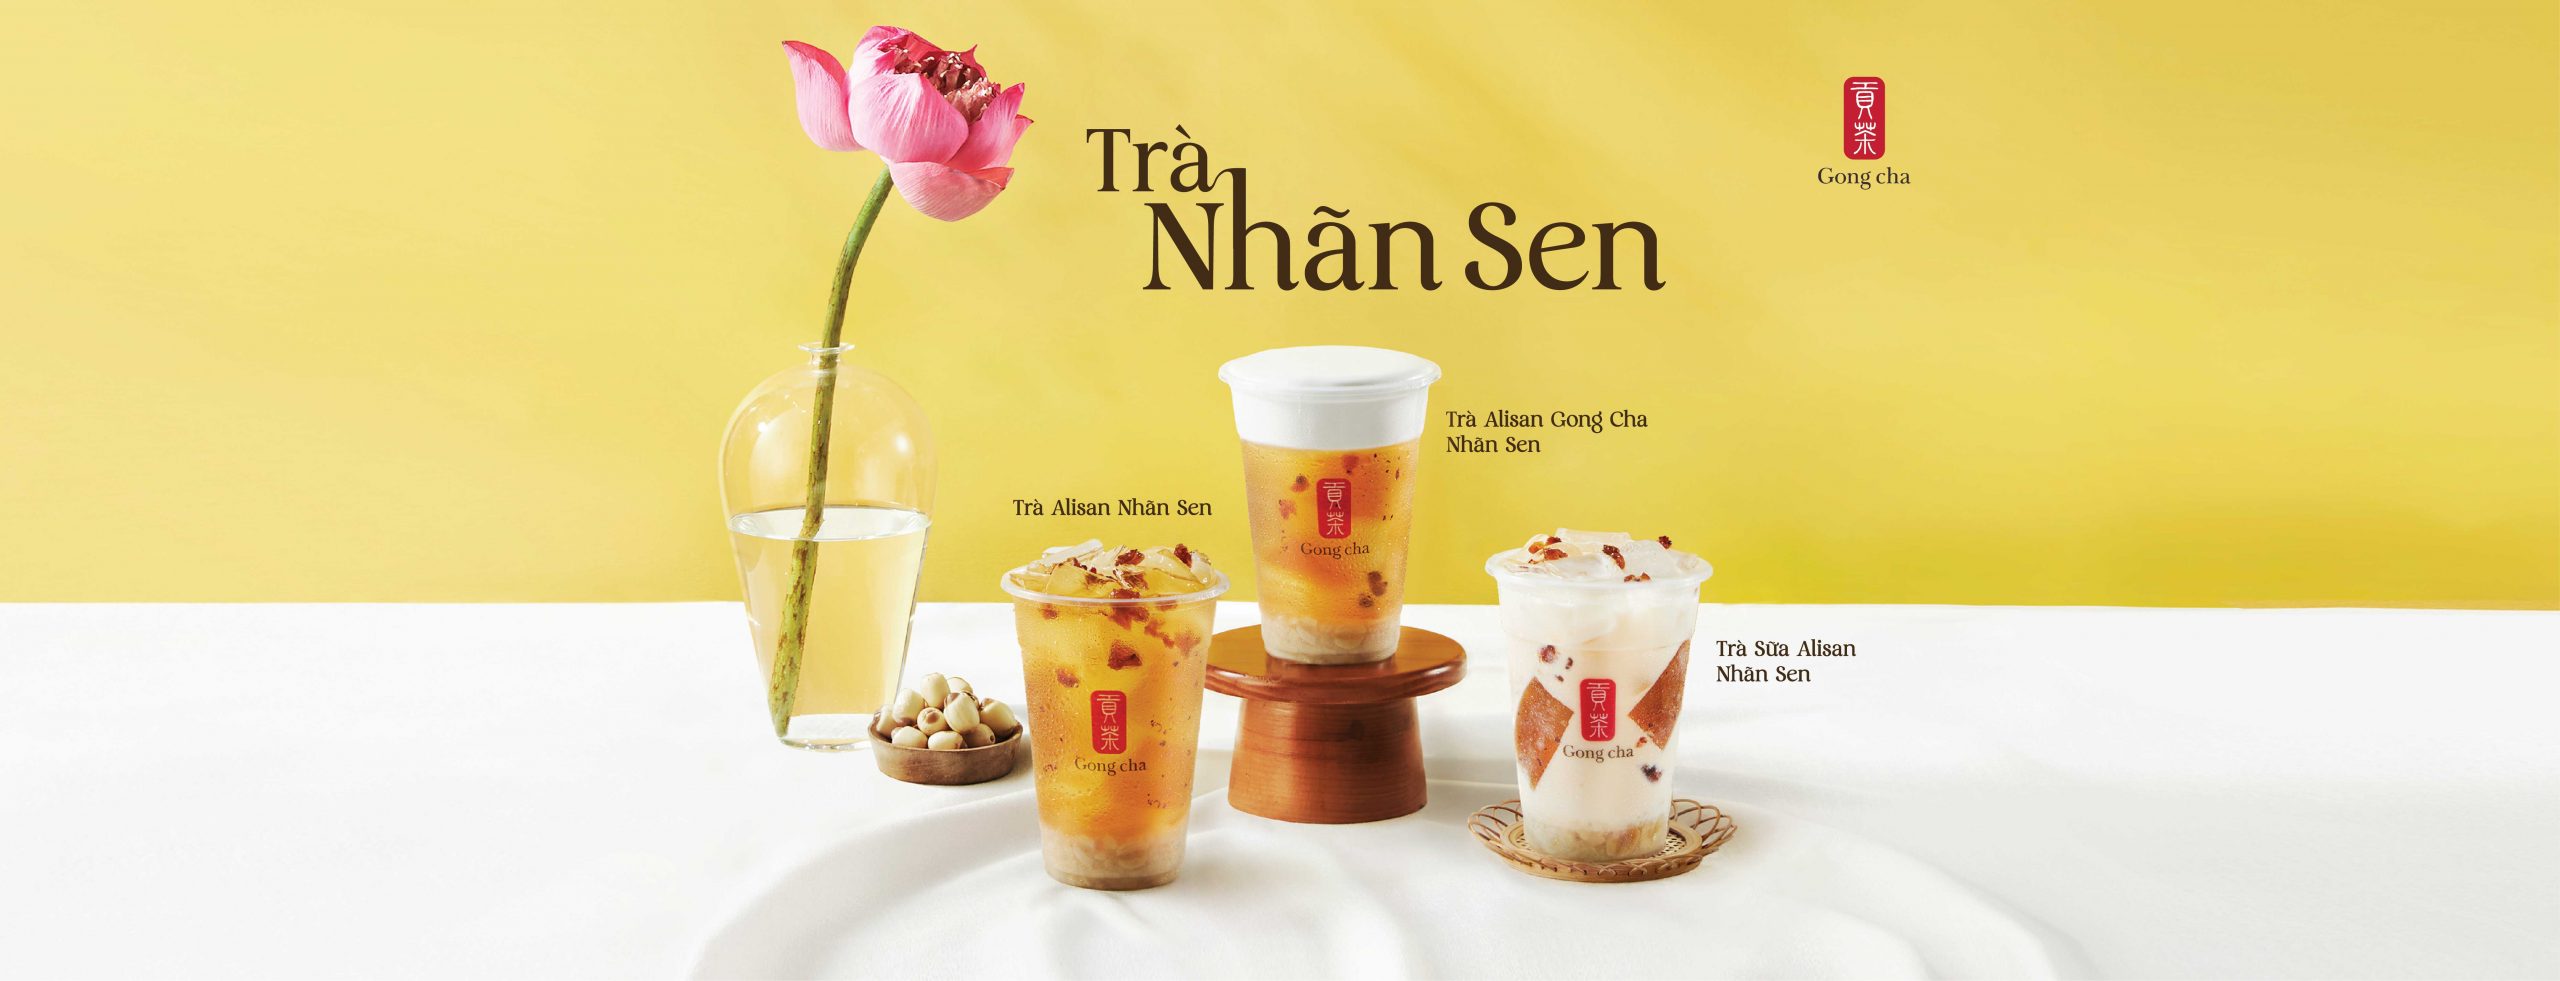 貢茶
Gong cha
Trà
Nhãn Sen
Trà Alisan Gong Cha
Nhãn Sen
Trà Alisan Nhãn Sen
貢茶
Gong cha
貢茶
Gong cha
貢茶
Gong cha
Trà Sữa Alisan
Nhãn Sen